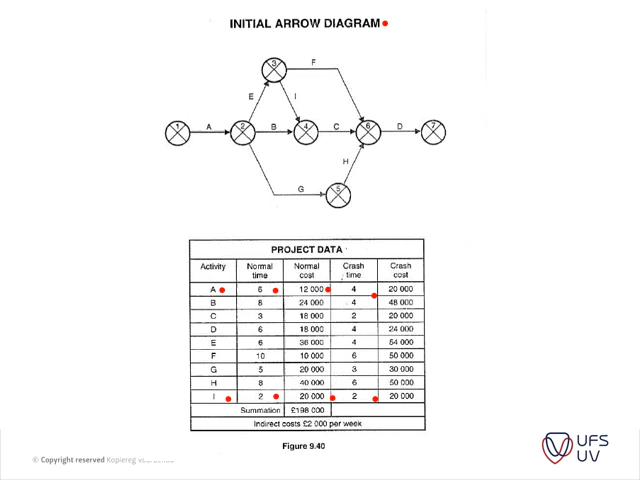 INITIAL ARROW DIAGRAM
3
F
E
I
1
A
2
B
4
C
6
D
7
H
G
5
PROJECT DATA
Activity Normal time Normal cost Crash time Crash cost
A 6 12 000 4 20 000
B 8 24 000 4 48 000
C 3 18 000 2 20 000
D 6 18 000 4 24 000
E 6 36 000 4 54 000
F 10 10 000 6 50 000
G 5 20 000 3 30 000
H 8 40 000 6 50 000
I 2 20 000 2 20 000
Summation £198 000
Indirect costs £2 000 per week
Figure 9.40
© Copyright reserved Kopiereg
UFS
UV